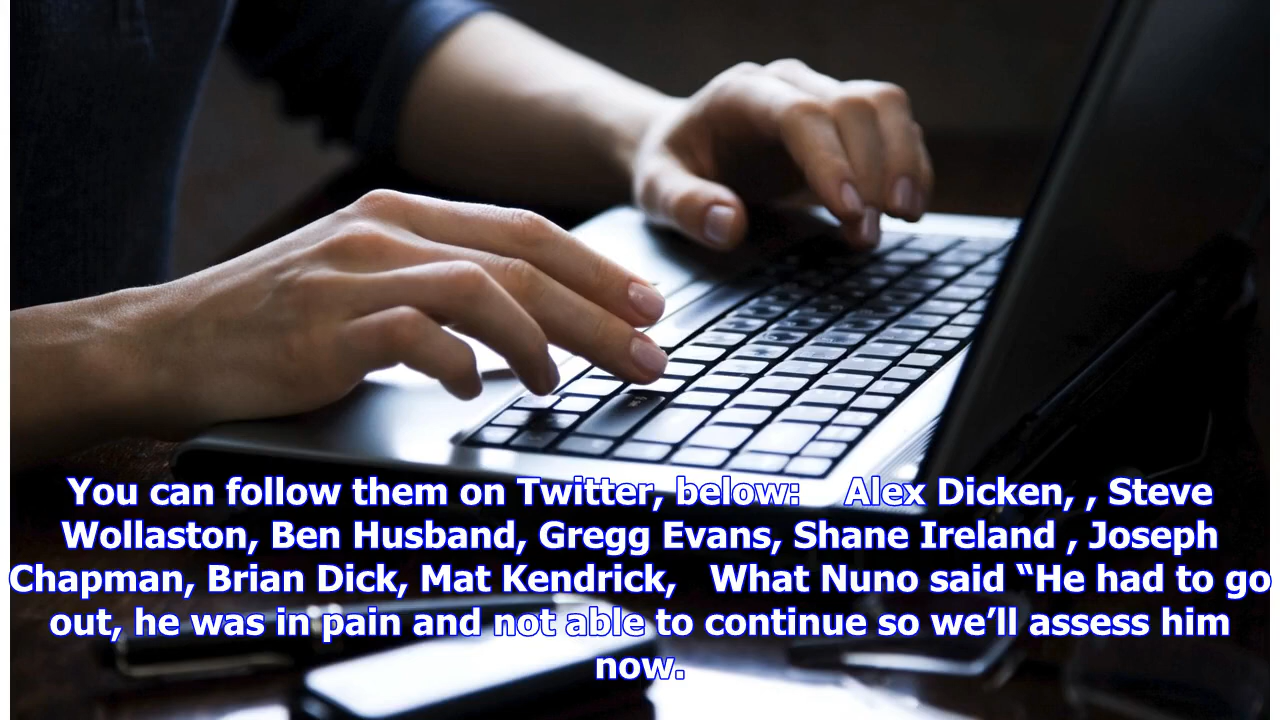 You can follow them on Twitter, below: Alex Dicken, , Steve
Wollaston, Ben Husband, Gregg Evans, Shane Ireland , Joseph
Chapman, Brian Dick, Mat Kendrick, What Nuno said “He had to go
out, he was in pain and not able to continue so we’ll assess him
now.